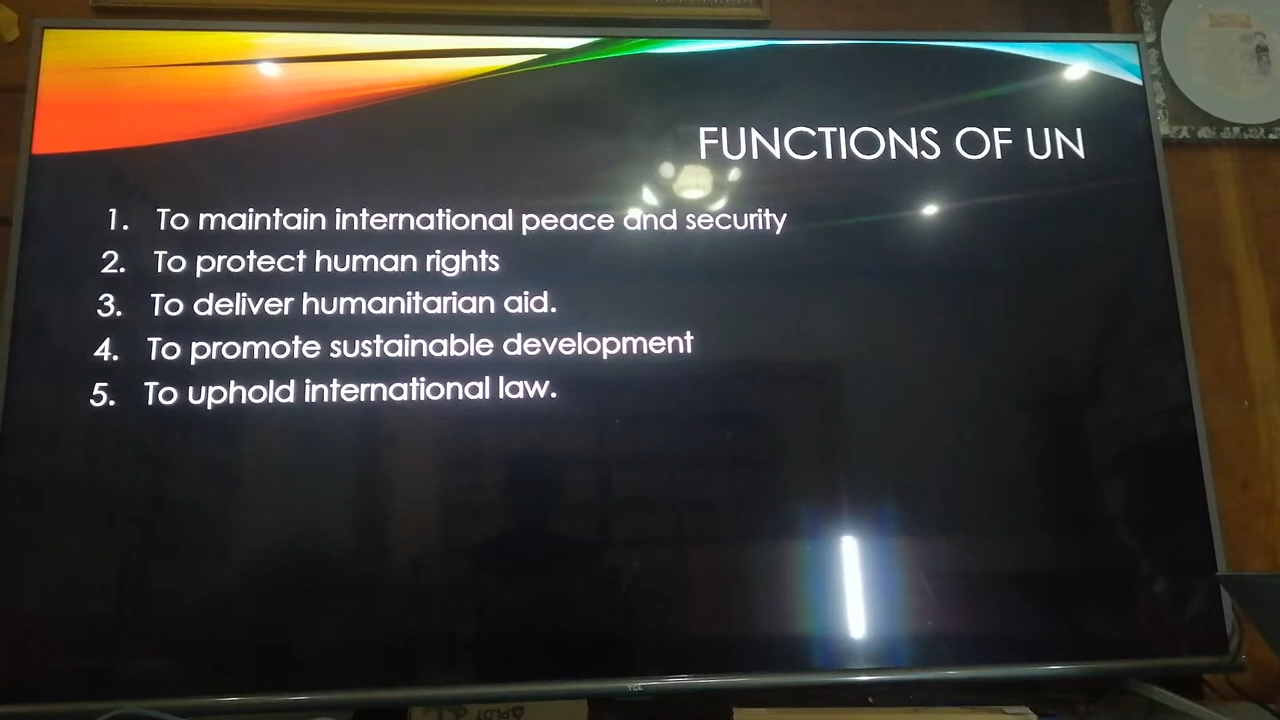 FUNCTIONS OF UN
1. To maintain international peace and security
2. To protect human rights
3. To deliver humanitarian aid.
4. To promote sustainable development
5. To uphold international law.
TCL